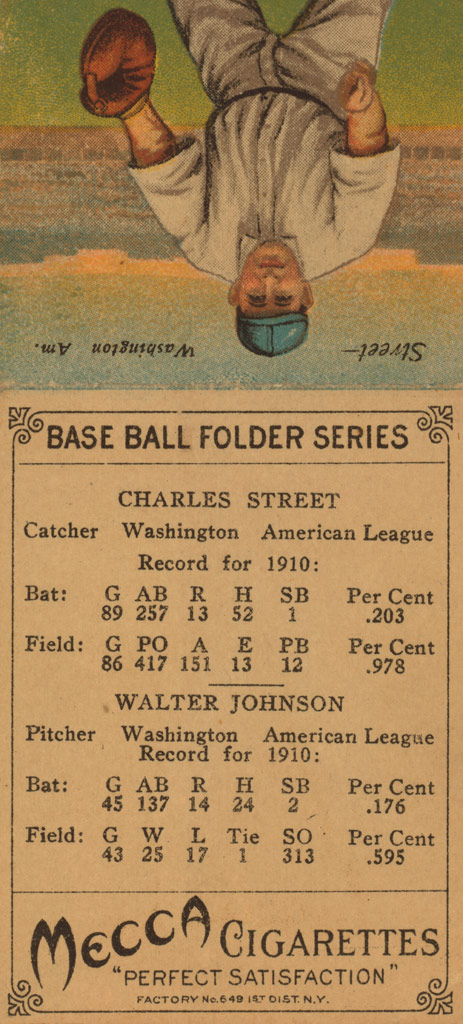 Street—
Washington Am.
BASE BALL FOLDER SERIES
CHARLES STREET
Catcher Washington American League
Record for 1910:
Bat: G AB R H SB Per Cent
89 257 13 52 1 .203
Field: G PO A E PB Per Cent
86 417 151 13 12 .978
WALTER JOHNSON
Pitcher Washington American League
Record for 1910:
Bat: G AB R H SB Per Cent
45 137 14 24 2 .176
Field: G W L Tie SO Per Cent
43 25 17 1 313 .595
MECCA CIGARETTES
"PERFECT SATISFACTION"
FACTORY No. 649 1ST DIST. N.Y.